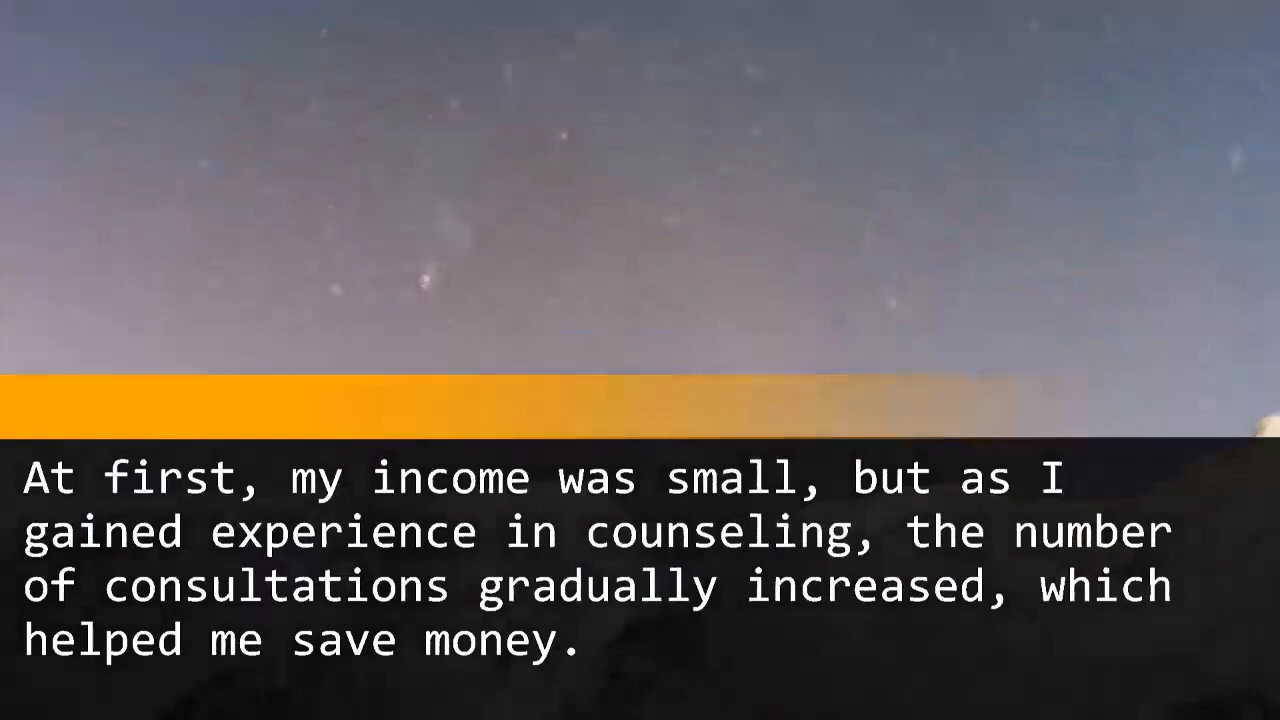 At first, my income was small, but as I
gained experience in counseling, the number
of consultations gradually increased, which
helped me save money.